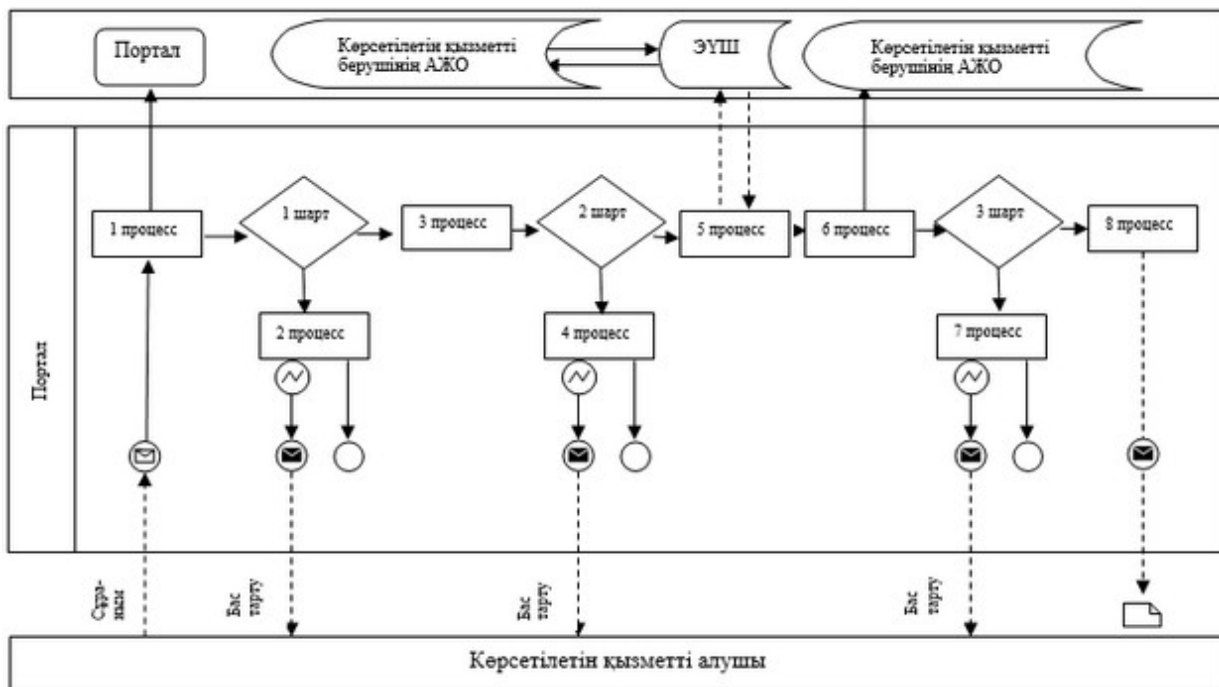 Портал
Көрсетілетін қызметті
берушінің АЖО
ЭҮШ
Көрсетілетін қызметті
берушінің АЖО
Портал
1 процесс
1 шарт
3 процесс
2 шарт
5 процесс
6 процесс
3 шарт
8 процесс
2 процесс
4 процесс
7 процесс
Сұра-
ным
Бас
тарту
Бас
тарту
Бас
тарту
Көрсетілетін қызметті алушы